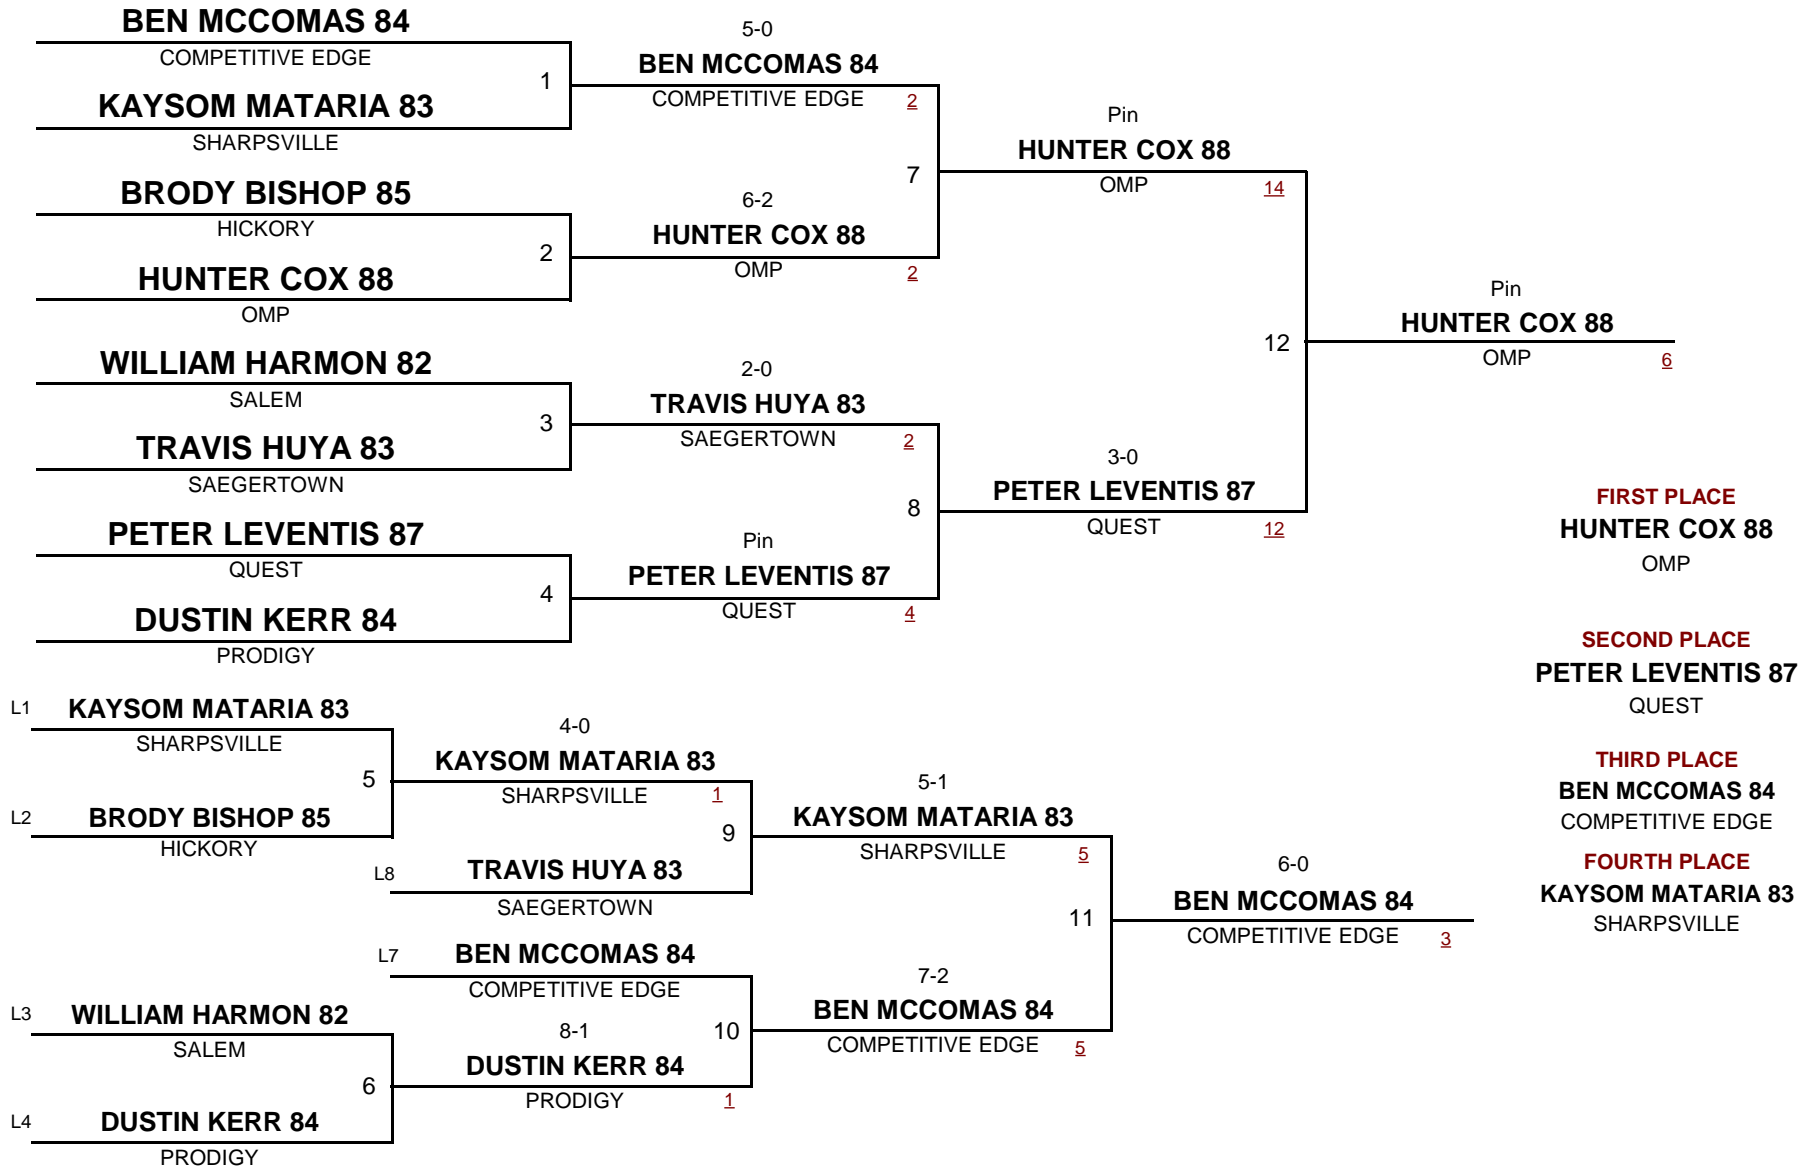 BEN MCCOMAS 84
COMPETITIVE EDGE
1
KAYSOM MATARIA 83
SHARPSVILLE
BRODY BISHOP 85
HICKORY
2
HUNTER COX 88
OMP
WILLIAM HARMON 82
SALEM
3
TRAVIS HUYA 83
SAEGERTOWN
PETER LEVENTIS 87
QUEST
4
DUSTIN KERR 84
PRODIGY
5-0
BEN MCCOMAS 84
COMPETITIVE EDGE 2
7
6-2
HUNTER COX 88
OMP 2
2-0
TRAVIS HUYA 83
SAEGERTOWN 2
8
Pin
PETER LEVENTIS 87
QUEST 4
Pin
HUNTER COX 88
OMP 14
12
3-0
PETER LEVENTIS 87
QUEST 12
Pin
HUNTER COX 88
OMP 6
L1 KAYSOM MATARIA 83
SHARPSVILLE
5
L2 BRODY BISHOP 85
HICKORY
L3 WILLIAM HARMON 82
SALEM
6
L4 DUSTIN KERR 84
PRODIGY
4-0
KAYSOM MATARIA 83
SHARPSVILLE 1
9
L8 TRAVIS HUYA 83
SAEGERTOWN
L7 BEN MCCOMAS 84
COMPETITIVE EDGE
10
8-1
DUSTIN KERR 84
PRODIGY 1
5-1
KAYSOM MATARIA 83
SHARPSVILLE 5
11
7-2
BEN MCCOMAS 84
COMPETITIVE EDGE 5
6-0
BEN MCCOMAS 84
COMPETITIVE EDGE 3
FIRST PLACE
HUNTER COX 88
OMP
SECOND PLACE
PETER LEVENTIS 87
QUEST
THIRD PLACE
BEN MCCOMAS 84
COMPETITIVE EDGE
FOURTH PLACE
KAYSOM MATARIA 83
SHARPSVILLE